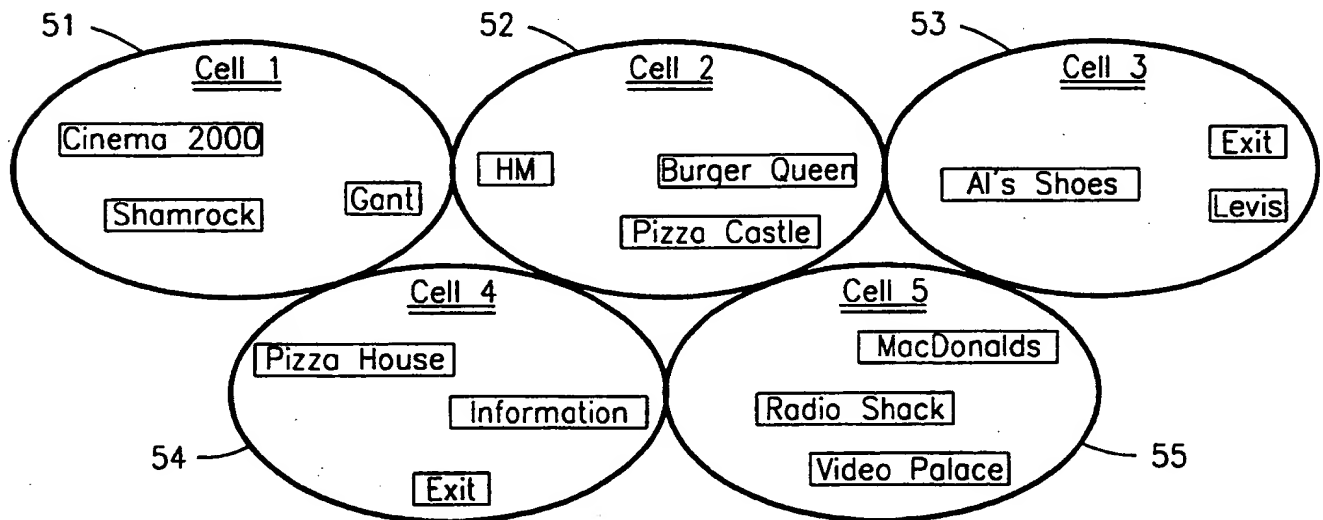 51
52
53
Cell 1
Cell 2
Cell 3
Cinema 2000
Shamrock
Gant
HM
Burger Queen
Pizza Castle
Exit
Al's Shoes
Levis
Cell 4
Cell 5
Pizza House
Information
Exit
MacDonalds
Radio Shack
Video Palace
54
55